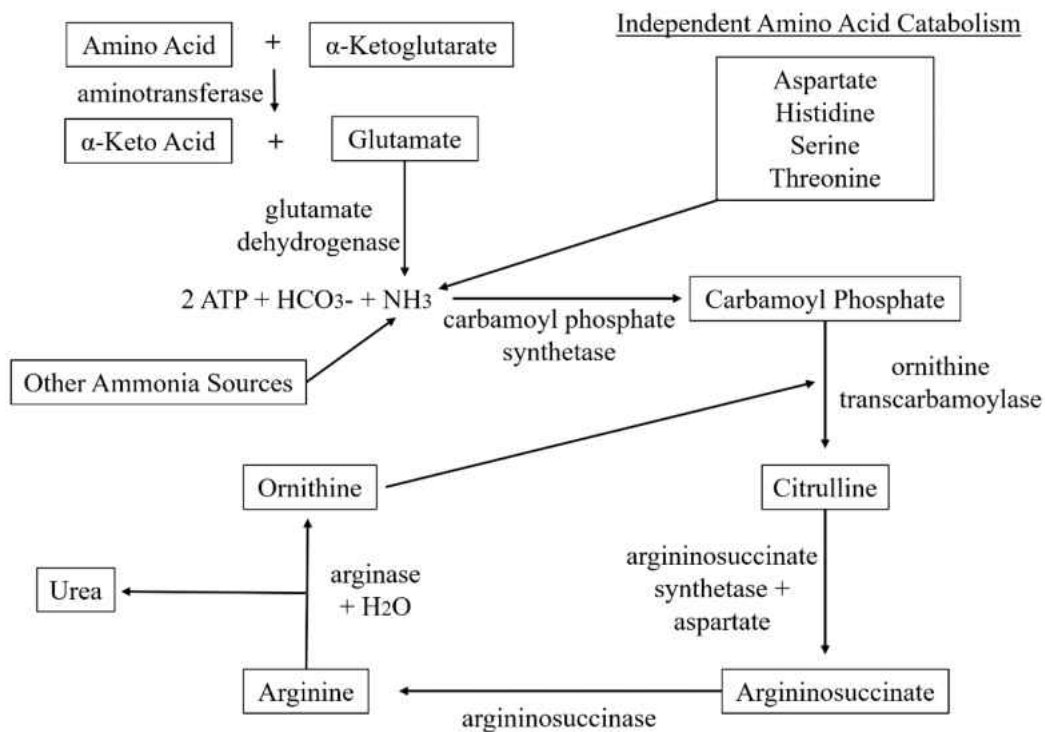 Independent Amino Acid Catabolism
Amino Acid + α-Ketoglutarate
aminotransferase
α-Keto Acid + Glutamate
Aspartate
Histidine
Serine
Threonine
glutamate
dehydrogenase
2 ATP + HCO3- + NH3
carbamoyl phosphate
synthetase
Carbamoyl Phosphate
Other Ammonia Sources
ornithine
transcarbamoylase
Ornithine
Citrulline
Urea
arginase
+ H2O
argininosuccinate
synthetase +
aspartate
Arginine
argininosuccinase
Argininosuccinate